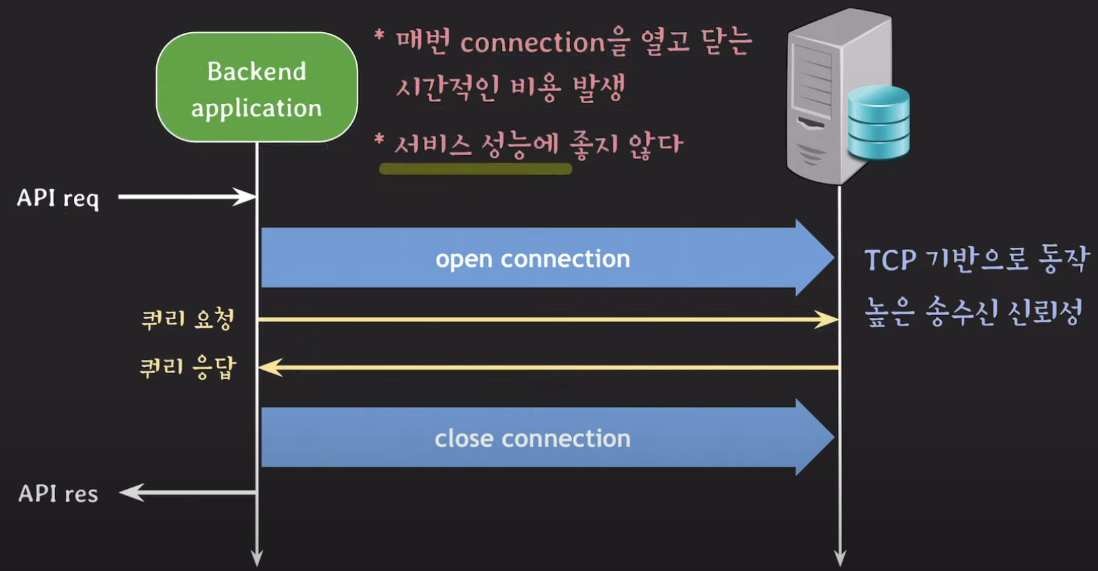 Backend
application
* 매번 connection을 열고 닫는
시간적인 비용 발생
* 서비스 성능에 좋지 않다
API req
open connection
TCP 기반으로 동작
높은 송수신 신뢰성
쿼리 요청
쿼리 응답
close connection
API res